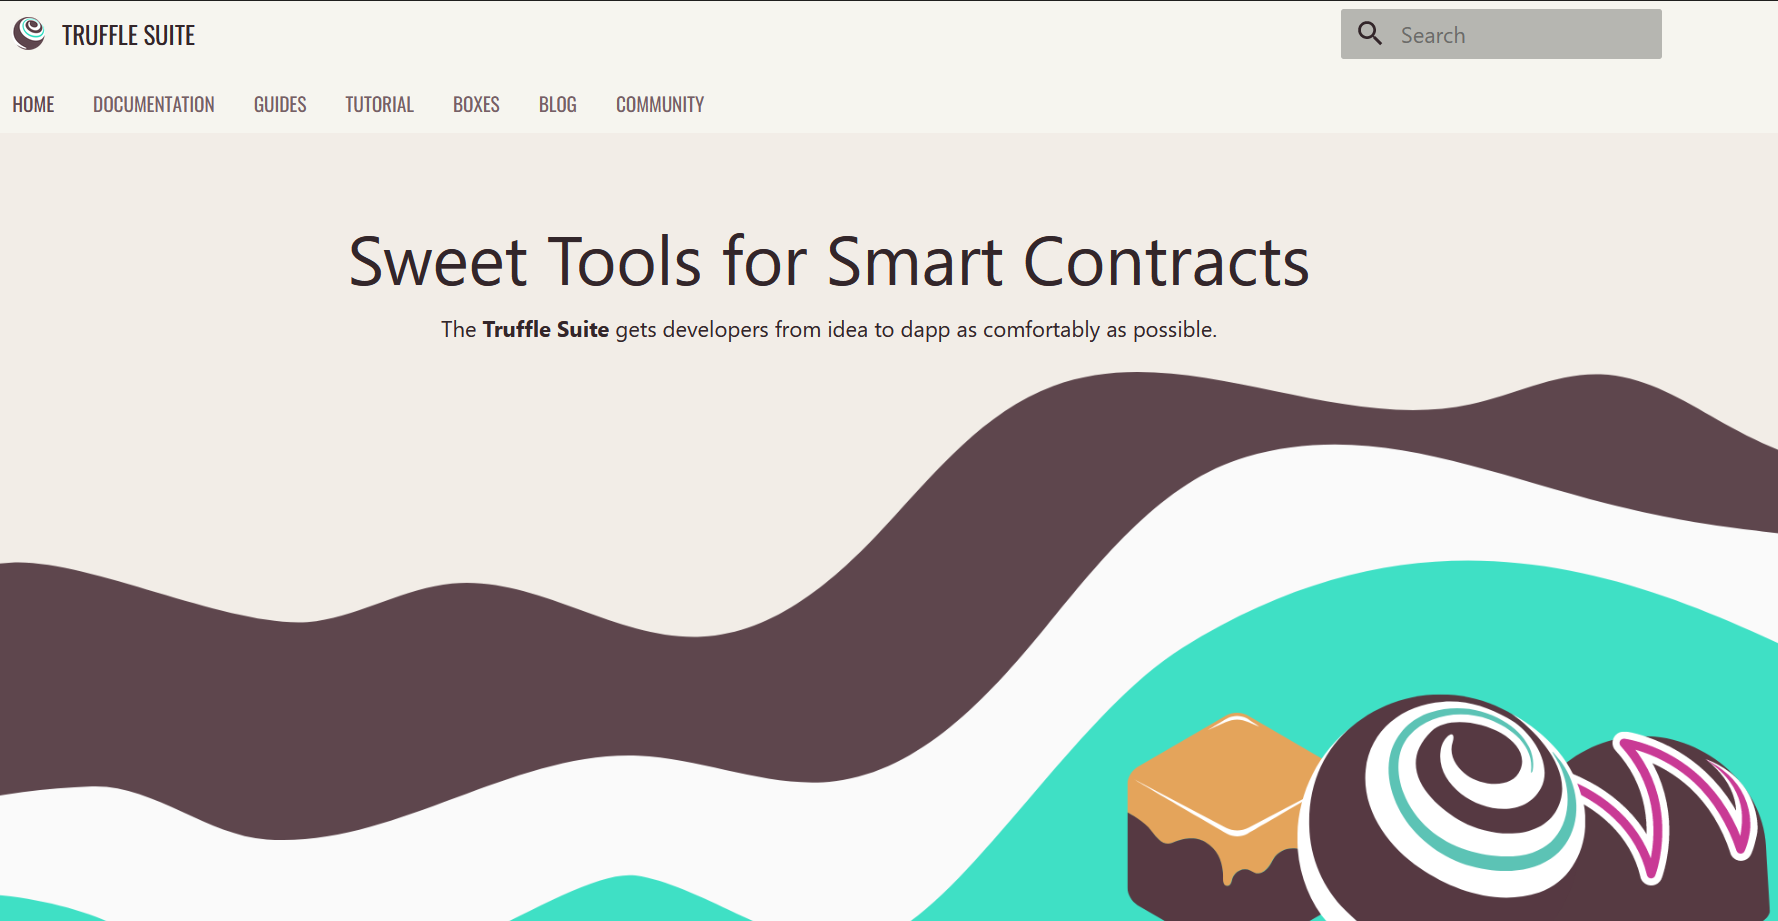 TRUFFLE SUITE
Search
HOME DOCUMENTATION GUIDES TUTORIAL BOXES BLOG COMMUNITY
Sweet Tools for Smart Contracts
The Truffle Suite gets developers from idea to dapp as comfortably as possible.